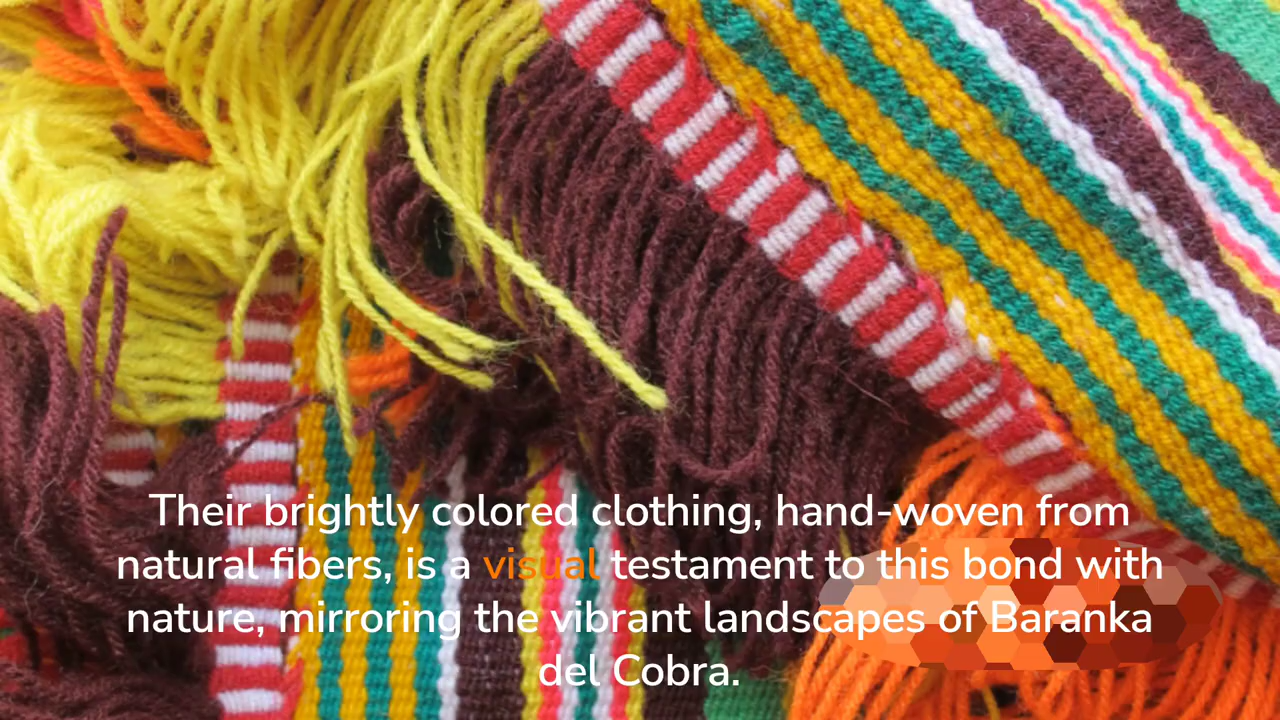 Their brightly colored clothing, hand-woven from
natural fibers, is a visual testament to this bond with
nature, mirroring the vibrant landscapes of Baranka
del Cobra.